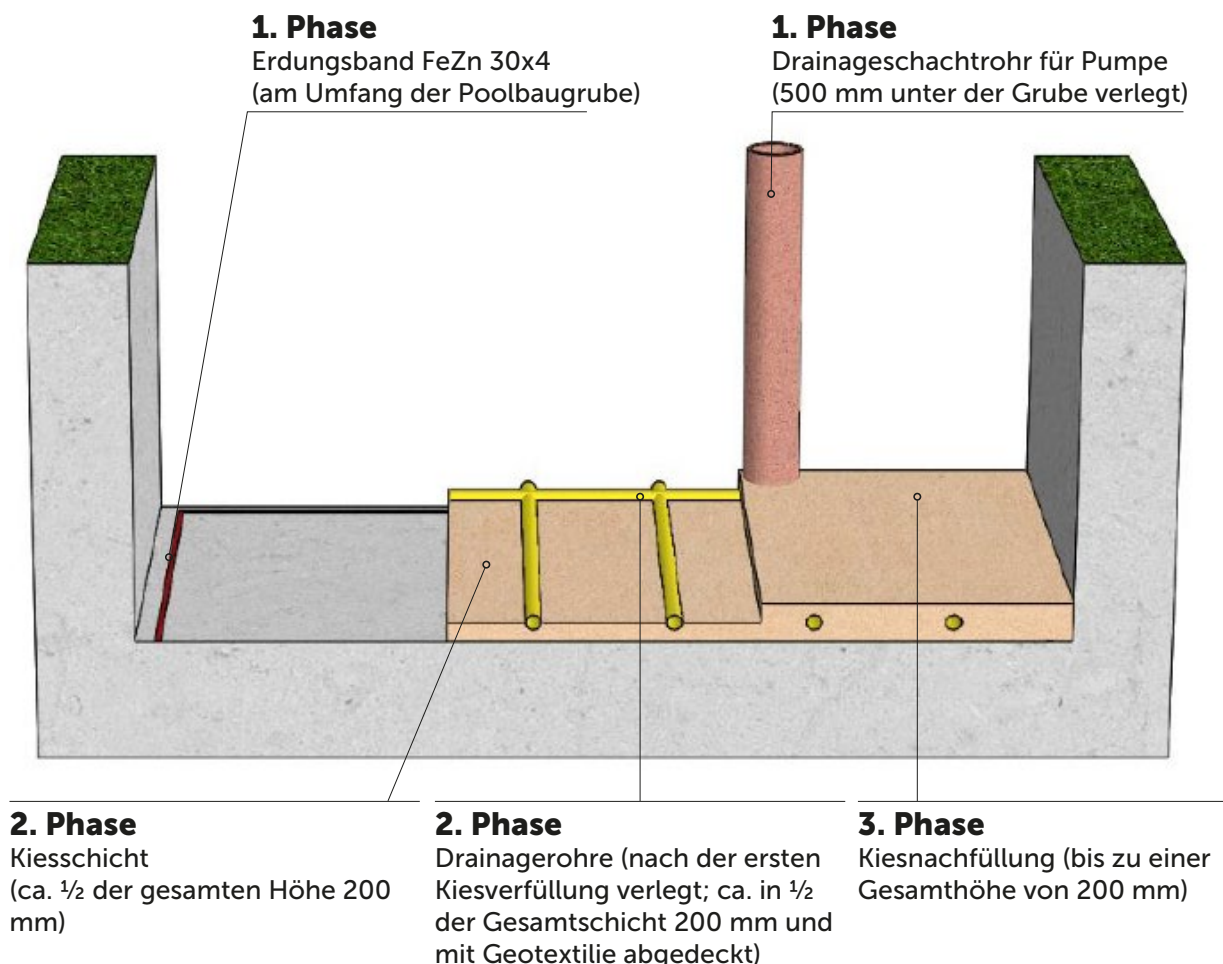 1. Phase
Erdungsband FeZn 30x4
(am Umfang der Poolbaugrube)
1. Phase
Drainageschachtrohr für Pumpe
(500 mm unter der Grube verlegt)
2. Phase
Kiesschicht
(ca. ½ der gesamten Höhe 200
mm)
2. Phase
Drainagerohre (nach der ersten
Kiesverfüllung verlegt; ca. in ½
der Gesamtschicht 200 mm und
mit Geotextilie abgedeckt)
3. Phase
Kiesnachfüllung (bis zu einer
Gesamthöhe von 200 mm)